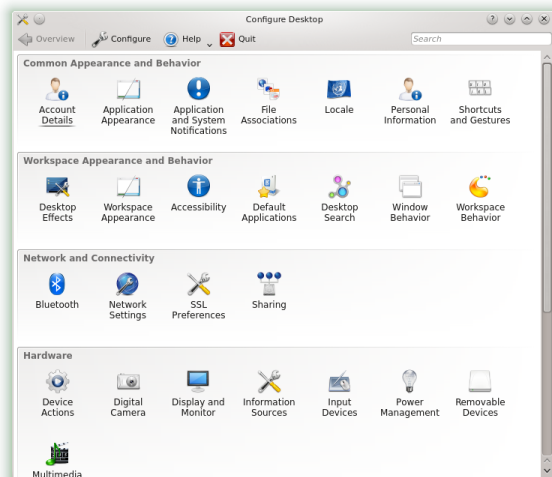 Configure Desktop
Overview Configure Help Quit Search
Common Appearance and Behavior
Account Details
Application Appearance
Application and System Notifications
File Associations
Locale
Personal Information
Shortcuts and Gestures
Workspace Appearance and Behavior
Desktop Effects
Workspace Appearance
Accessibility
Default Applications
Desktop Search
Window Behavior
Workspace Behavior
Network and Connectivity
Bluetooth
Network Settings
SSL Preferences
Sharing
Hardware
Device Actions
Digital Camera
Display and Monitor
Information Sources
Input Devices
Power Management
Removable Devices
Multimedia